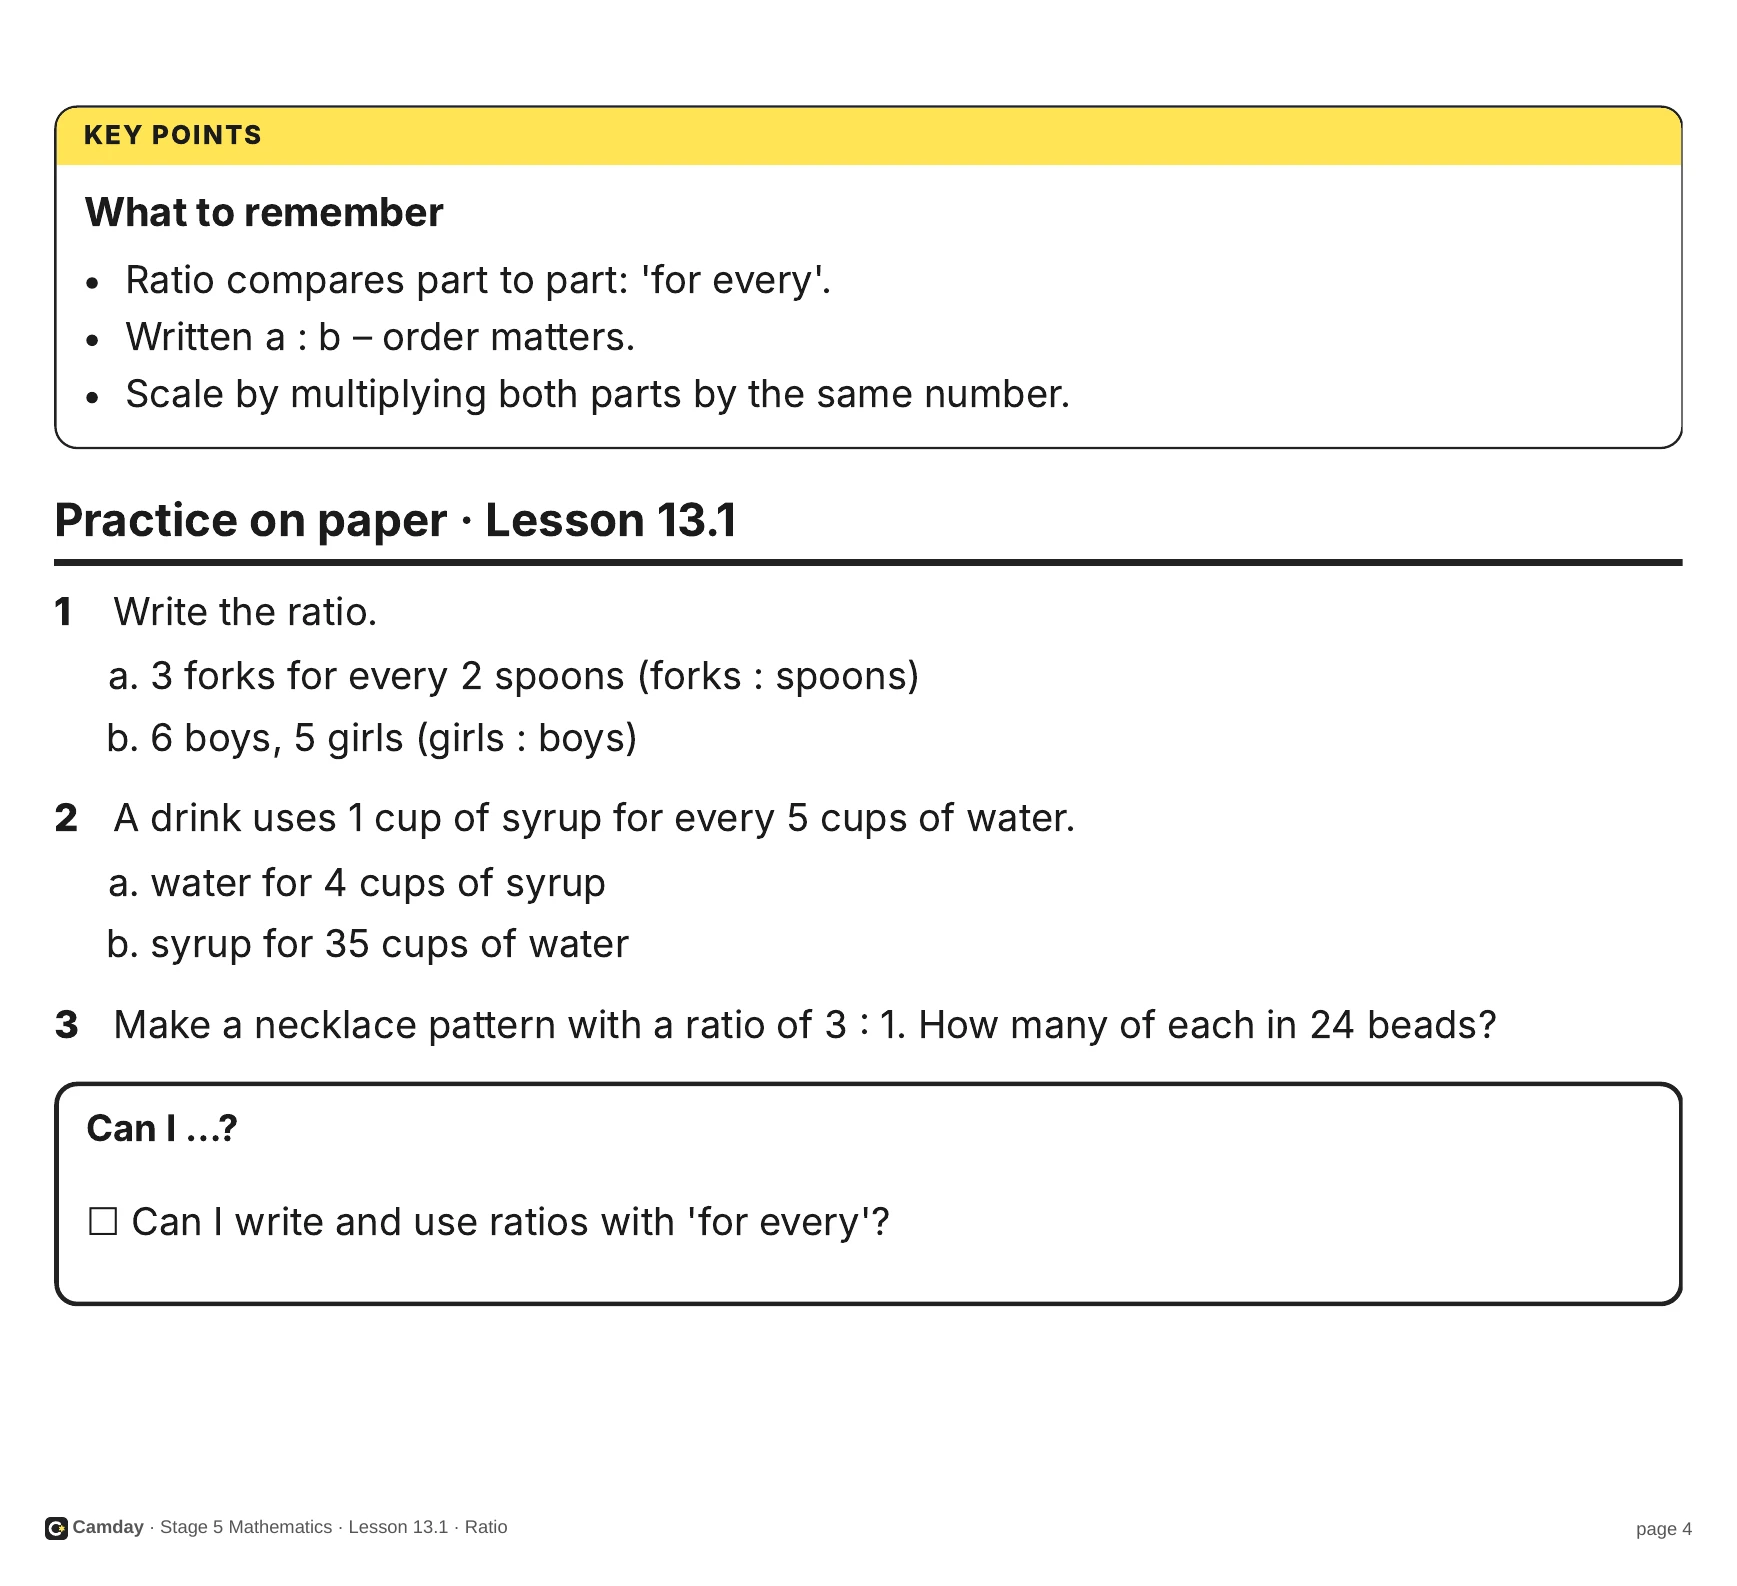 KEY POINTS
What to remember
• Ratio compares part to part: 'for every'.
• Written a : b – order matters.
• Scale by multiplying both parts by the same number.
Practice on paper · Lesson 13.1
1 Write the ratio.
a. 3 forks for every 2 spoons (forks : spoons)
b. 6 boys, 5 girls (girls : boys)
2 A drink uses 1 cup of syrup for every 5 cups of water.
a. water for 4 cups of syrup
b. syrup for 35 cups of water
3 Make a necklace pattern with a ratio of 3 : 1. How many of each in 24 beads?
Can I …?
☐ Can I write and use ratios with 'for every'?
Camday · Stage 5 Mathematics · Lesson 13.1 · Ratio
page 4